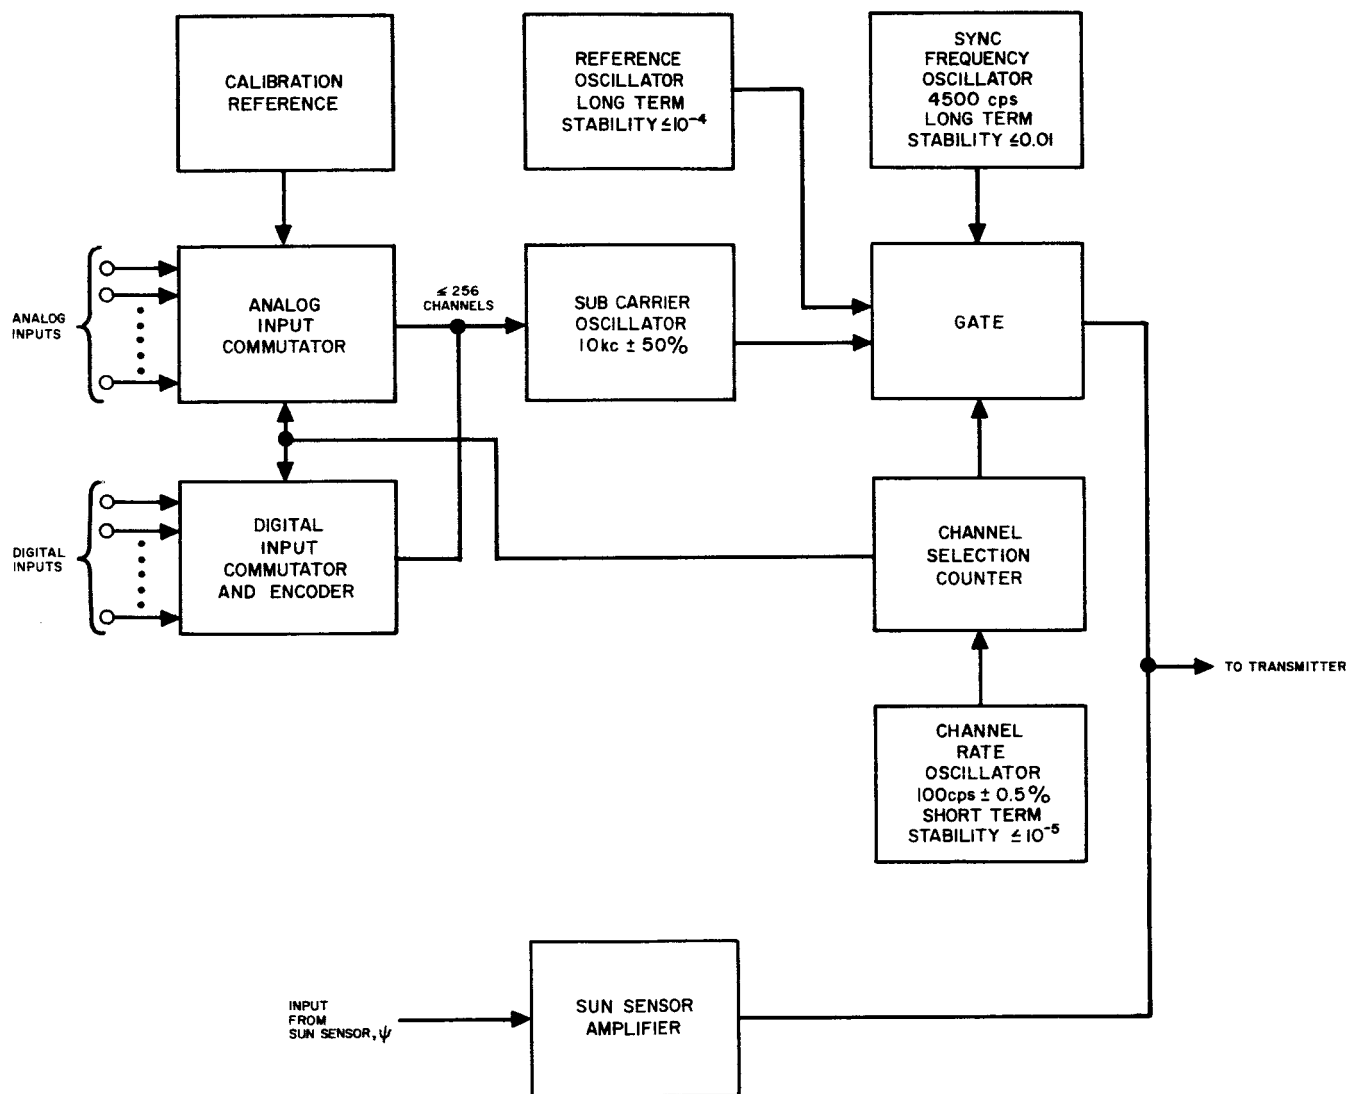 CALIBRATION
REFERENCE
REFERENCE
OSCILLATOR
LONG TERM
STABILITY ≤10⁻⁴
SYNC
FREQUENCY
OSCILLATOR
4500 cps
LONG TERM
STABILITY ≤0.01
ANALOG
INPUTS
ANALOG
INPUT
COMMUTATOR
≤ 256
CHANNELS
SUB CARRIER
OSCILLATOR
10kc ± 50%
GATE
DIGITAL
INPUTS
DIGITAL
INPUT
COMMUTATOR
AND ENCODER
CHANNEL
SELECTION
COUNTER
TO TRANSMITTER
CHANNEL
RATE
OSCILLATOR
100cps ± 0.5%
SHORT TERM
STABILITY ≤10⁻⁵
INPUT
FROM
SUN SENSOR, ψ
SUN SENSOR
AMPLIFIER